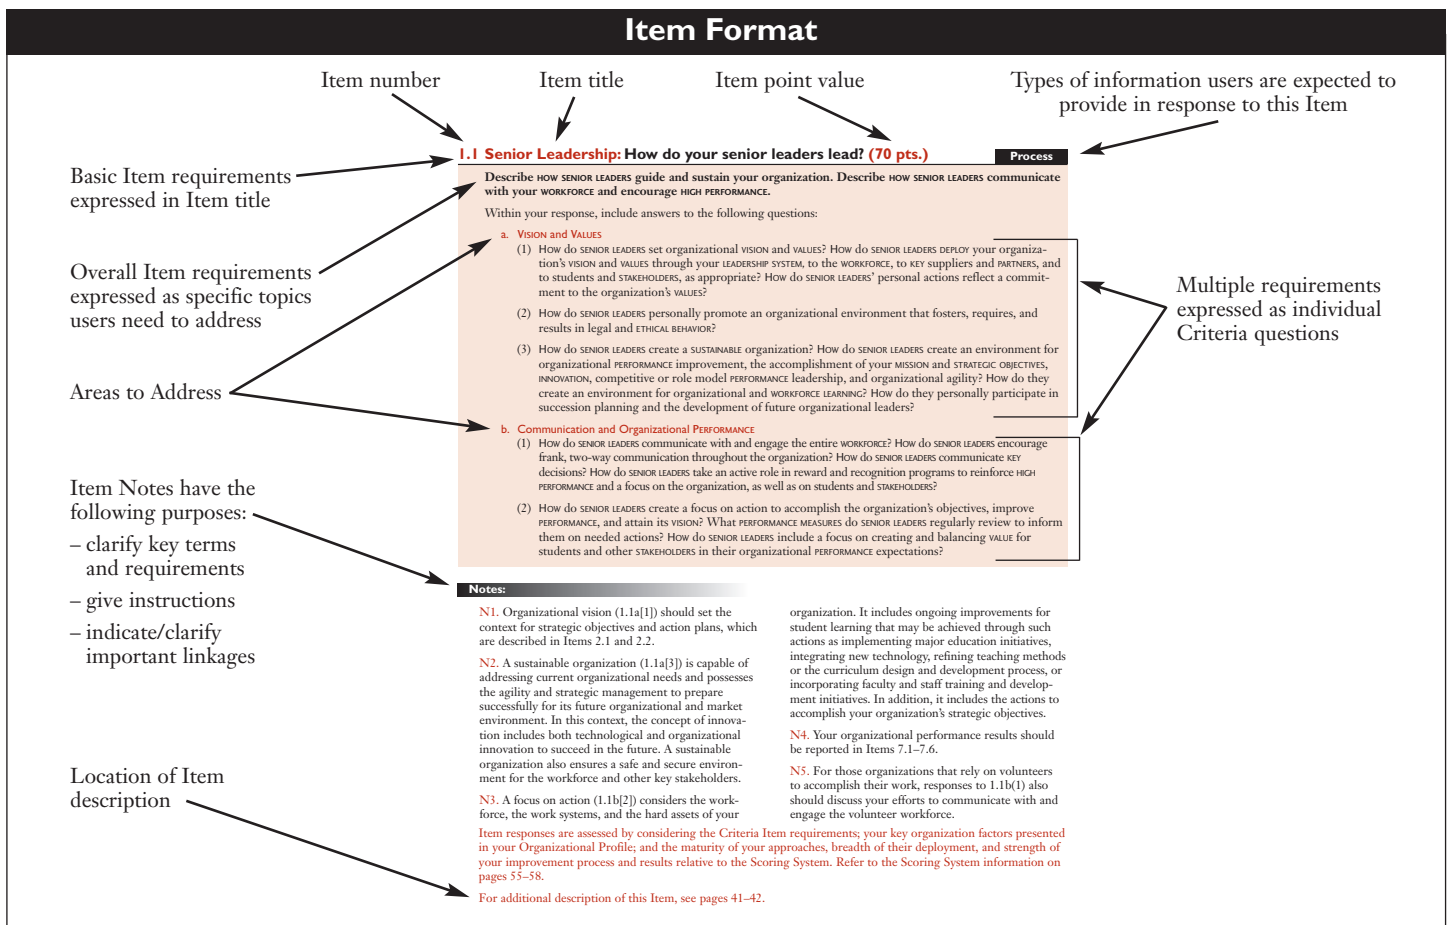 Item Format
Item number
Item title
Item point value
Types of information users are expected to
provide in response to this Item
1.1 Senior Leadership: How do your senior leaders lead? (70 pts.)
Process
Basic Item requirements
expressed in Item title
Describe HOW SENIOR LEADERS guide and sustain your organization. Describe HOW SENIOR LEADERS communicate
with your WORKFORCE and encourage HIGH PERFORMANCE.
Within your response, include answers to the following questions:
Overall Item requirements
expressed as specific topics
users need to address
Areas to Address
a. VISION and VALUES
(1) HOW do SENIOR LEADERS set organizational VISION and VALUES? HOW do SENIOR LEADERS DEPLOY your organiza-
tion's VISION and VALUES through your LEADERSHIP SYSTEM, to the WORKFORCE, to KEY suppliers and PARTNERS, and
to students and STAKEHOLDERS, as appropriate? HOW do SENIOR LEADERS' personal actions reflect a commit-
ment to the organization's VALUES?
(2) HOW do SENIOR LEADERS personally promote an organizational environment that fosters, requires, and
results in legal and ETHICAL BEHAVIOR?
(3) HOW do SENIOR LEADERS create a SUSTAINABLE organization? HOW do SENIOR LEADERS create an environment for
organizational PERFORMANCE improvement, the accomplishment of your MISSION and STRATEGIC OBJECTIVES,
INNOVATION, competitive or role model PERFORMANCE leadership, and organizational agility? HOW do they
create an environment for organizational and WORKFORCE LEARNING? HOW do they personally participate in
succession planning and the development of future organizational leaders?
b. Communication and Organizational PERFORMANCE
(1) HOW do SENIOR LEADERS communicate with and engage the entire WORKFORCE? HOW do SENIOR LEADERS encourage
frank, two-way communication throughout the organization? HOW do SENIOR LEADERS communicate KEY
decisions? HOW do SENIOR LEADERS take an active role in reward and recognition programs to reinforce HIGH
PERFORMANCE and a focus on the organization, as well as on students and STAKEHOLDERS?
(2) HOW do SENIOR LEADERS create a focus on action to accomplish the organization's objectives, improve
PERFORMANCE, and attain its VISION? What PERFORMANCE MEASURES do SENIOR LEADERS regularly review to inform
them on needed actions? HOW do SENIOR LEADERS include a focus on creating and balancing VALUE for
students and other STAKEHOLDERS in their organizational PERFORMANCE expectations?
Multiple requirements
expressed as individual
Criteria questions
Item Notes have the
following purposes:
– clarify key terms
and requirements
– give instructions
– indicate/clarify
important linkages
Notes:
N1. Organizational vision (1.1a[1]) should set the
context for strategic objectives and action plans, which
are described in Items 2.1 and 2.2.
N2. A sustainable organization (1.1a[3]) is capable of
addressing current organizational needs and possesses
the agility and strategic management to prepare
successfully for its future organizational and market
environment. In this context, the concept of innova-
tion includes both technological and organizational
innovation to succeed in the future. A sustainable
organization also ensures a safe and secure environ-
ment for the workforce and other key stakeholders.
N3. A focus on action (1.1b[2]) considers the work-
force, the work systems, and the hard assets of your
organization. It includes ongoing improvements for
student learning that may be achieved through such
actions as implementing major education initiatives,
integrating new technology, refining teaching methods
or the curriculum design and development process, or
incorporating faculty and staff training and develop-
ment initiatives. In addition, it includes the actions to
accomplish your organization's strategic objectives.
N4. Your organizational performance results should
be reported in Items 7.1–7.6.
N5. For those organizations that rely on volunteers
to accomplish their work, responses to 1.1b(1) also
should discuss your efforts to communicate with and
engage the volunteer workforce.
Location of Item
description
Item responses are assessed by considering the Criteria Item requirements; your key organization factors presented
in your Organizational Profile; and the maturity of your approaches, breadth of their deployment, and strength of
your improvement process and results relative to the Scoring System. Refer to the Scoring System information on
pages 55–58.
For additional description of this Item, see pages 41–42.